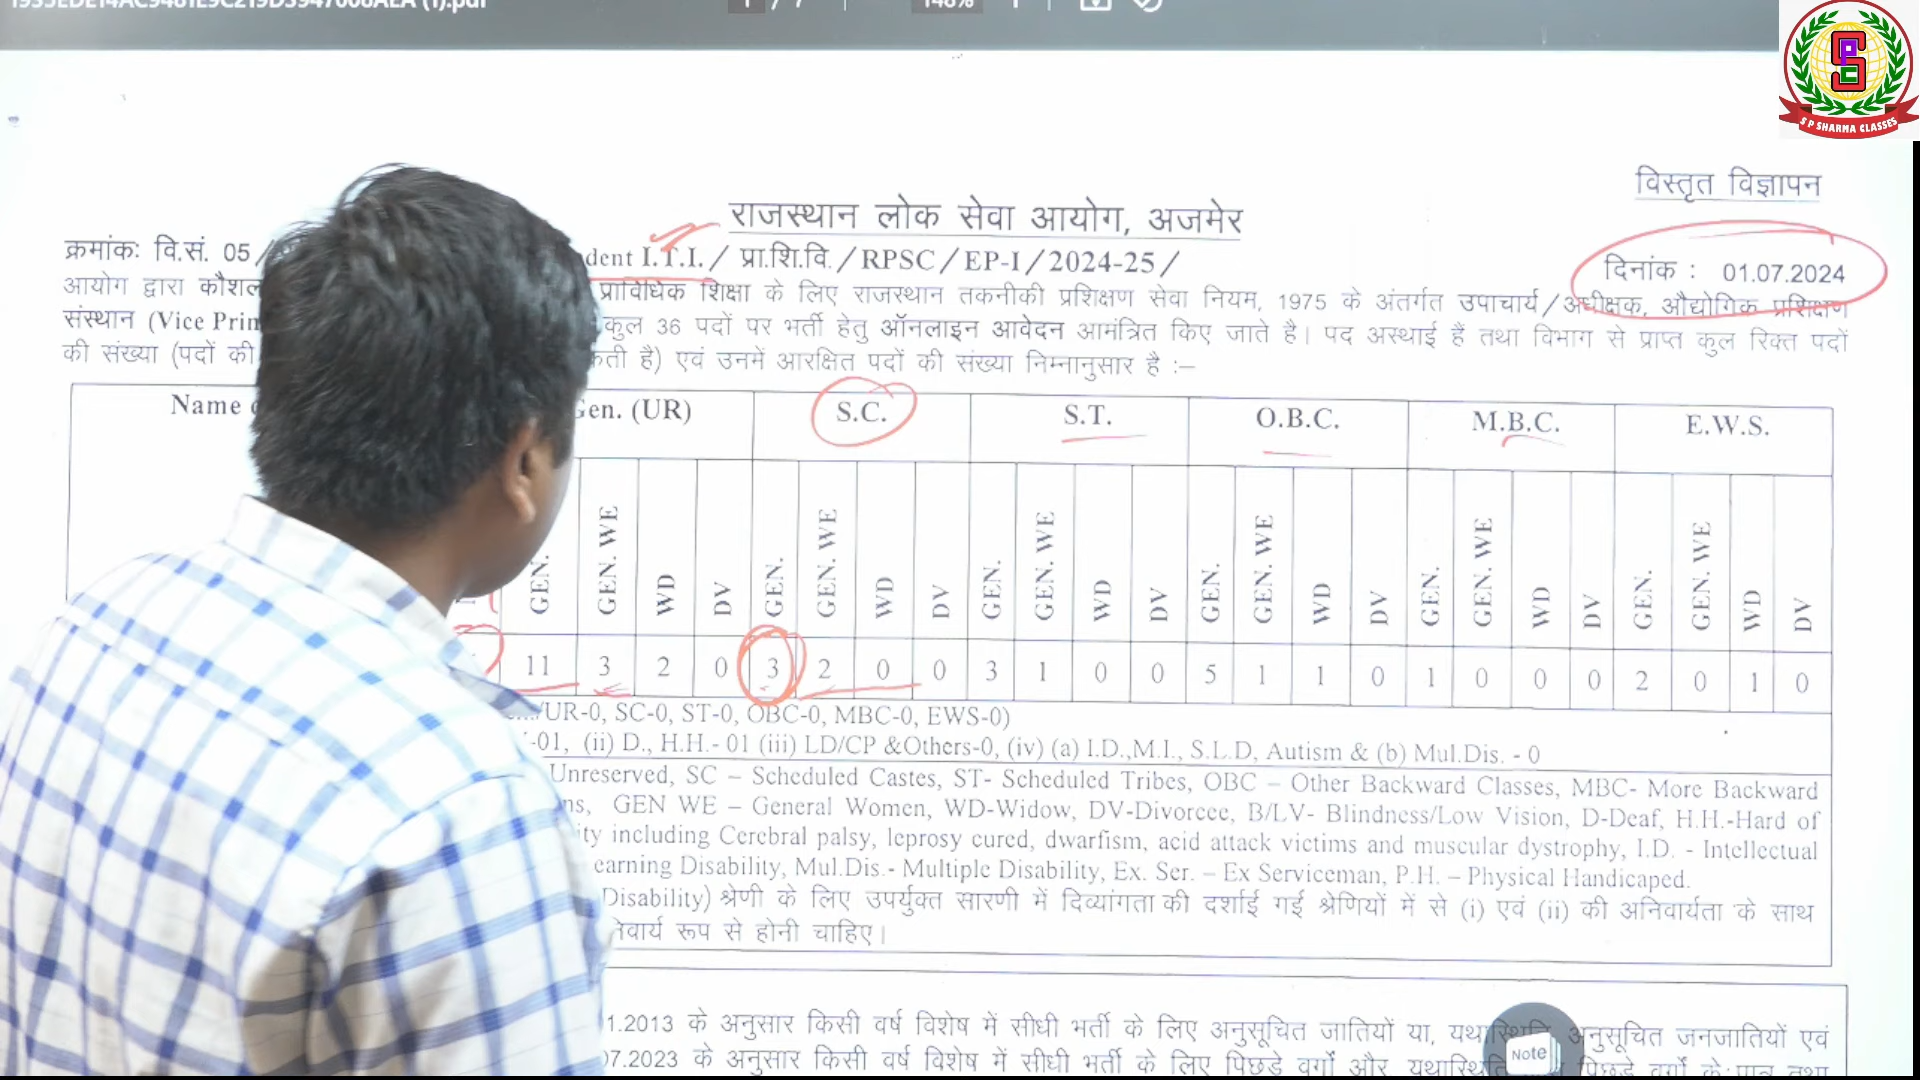 1935EDE14AC9481E9C219D3947008AEA (1).pdf
148%
S P SHARMA CLASSES
विस्तृत विज्ञापन
राजस्थान लोक सेवा आयोग, अजमेर
क्रमांकः वि.सं. 05/ dent I.T.I./ प्रा.शि.वि./RPSC/EP-I/2024-25/
दिनांक : 01.07.2024
आयोग द्वारा कौशल प्राविधिक शिक्षा के लिए राजस्थान तकनीकी प्रशिक्षण सेवा नियम, 1975 के अंतर्गत उपाचार्य/अधीक्षक, औद्योगिक प्रशिक्षण
संस्थान (Vice Prin कुल 36 पदों पर भर्ती हेतु ऑनलाइन आवेदन आमंत्रित किए जाते है। पद अस्थाई हैं तथा विभाग से प्राप्त कुल रिक्त पदों
की संख्या (पदों की कती है) एवं उनमें आरक्षित पदों की संख्या निम्नानुसार है :–
Name Gen. (UR) S.C. S.T. O.B.C. M.B.C. E.W.S.
GEN. GEN. WE WD DV GEN. GEN. WE WD DV GEN. GEN. WE WD DV GEN. GEN. WE WD DV GEN. GEN. WE WD DV GEN. GEN. WE WD DV
11 3 2 0 3 2 0 0 3 1 0 0 5 1 1 0 1 0 0 0 2 0 1 0
/UR-0, SC-0, ST-0, OBC-0, MBC-0, EWS-0)
-01, (ii) D., H.H.- 01 (iii) LD/CP &Others-0, (iv) (a) I.D.,M.I., S.L.D, Autism & (b) Mul.Dis. - 0
Unreserved, SC – Scheduled Castes, ST- Scheduled Tribes, OBC – Other Backward Classes, MBC- More Backward
ns, GEN WE – General Women, WD-Widow, DV-Divorcee, B/LV- Blindness/Low Vision, D-Deaf, H.H.-Hard of
ity including Cerebral palsy, leprosy cured, dwarfism, acid attack victims and muscular dystrophy, I.D. - Intellectual
earning Disability, Mul.Dis.- Multiple Disability, Ex. Ser. – Ex Serviceman, P.H. – Physical Handicaped.
Disability) श्रेणी के लिए उपर्युक्त सारणी में दिव्यांगता की दर्शाई गई श्रेणियों में से (i) एवं (ii) की अनिवार्यता के साथ
निवार्य रूप से होनी चाहिए।
1.2013 के अनुसार किसी वर्ष विशेष में सीधी भर्ती के लिए अनुसूचित जातियों या, यथास्थिति, अनुसूचित जनजातियों एवं
07.2023 के अनुसार किसी वर्ष विशेष में सीधी भर्ती के लिए पिछड़े वर्गों और, यथास्थिति पिछड़े वर्गों के पात्र तथा
Note